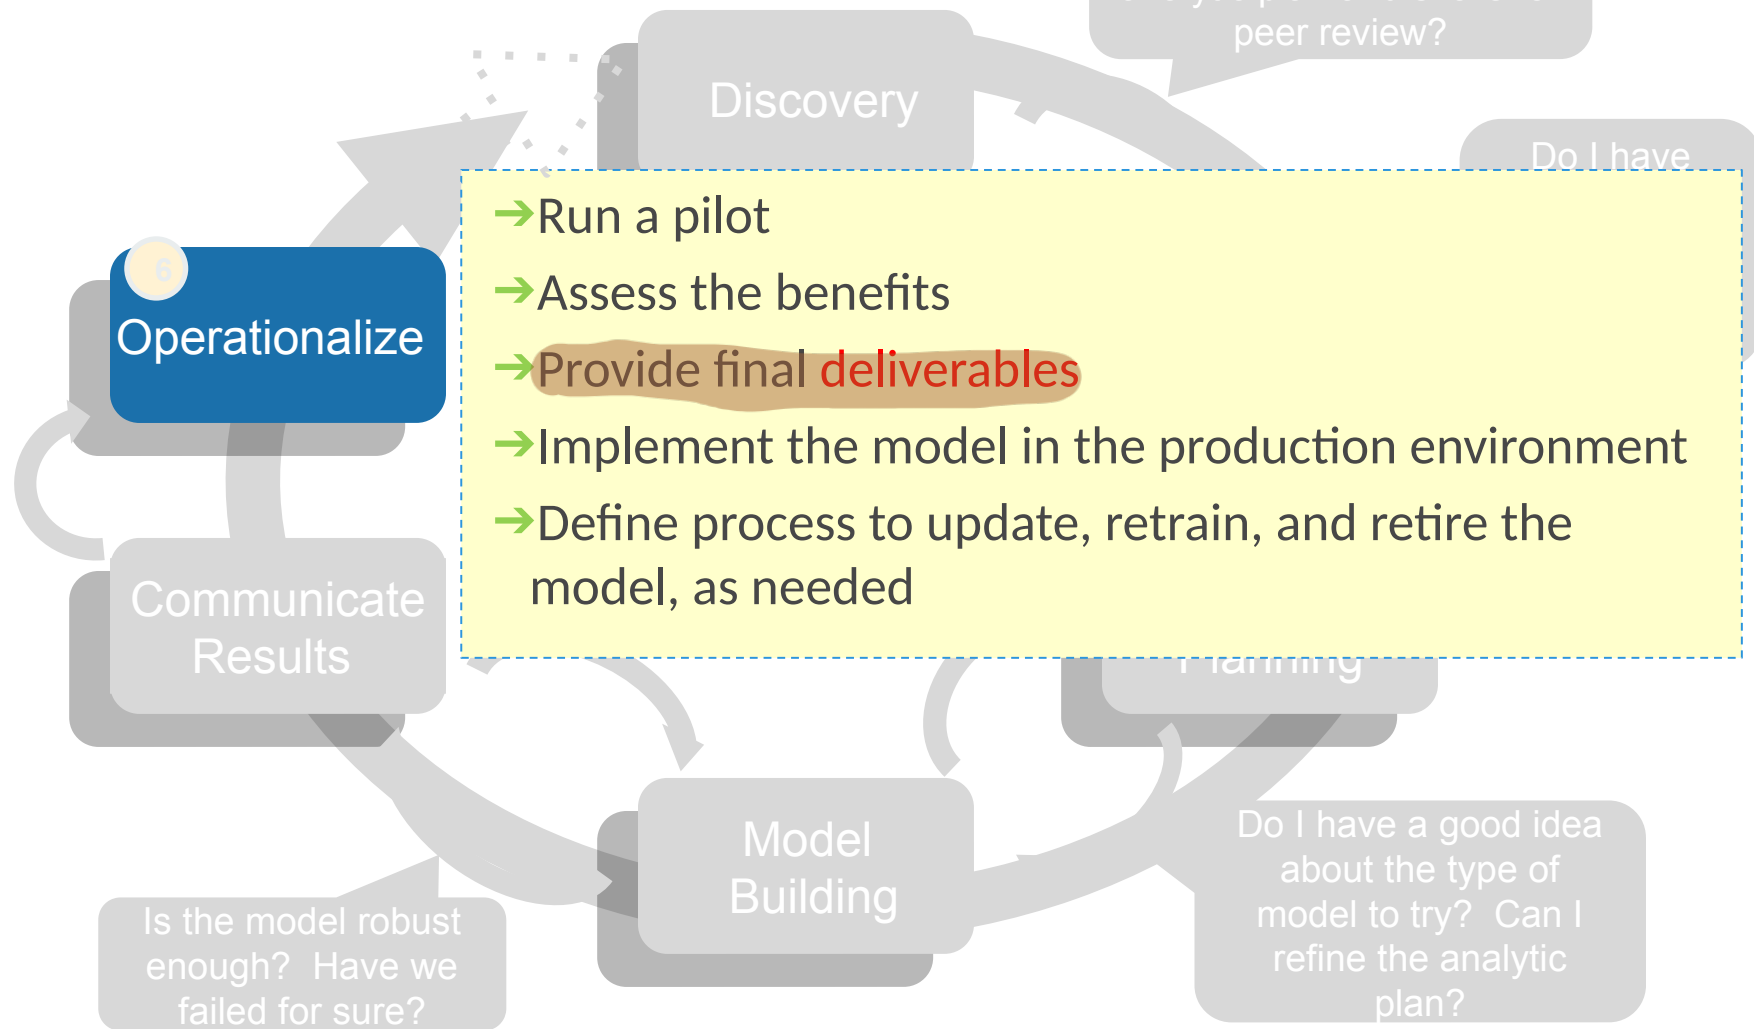 peer review?
Discovery
Do I have
➔Run a pilot
➔Assess the benefits
➔Provide final deliverables
➔Implement the model in the production environment
➔Define process to update, retrain, and retire the
model, as needed
6
Operationalize
Communicate
Results
Planning
Model
Building
Do I have a good idea
about the type of
model to try? Can I
refine the analytic
plan?
Is the model robust
enough? Have we
failed for sure?